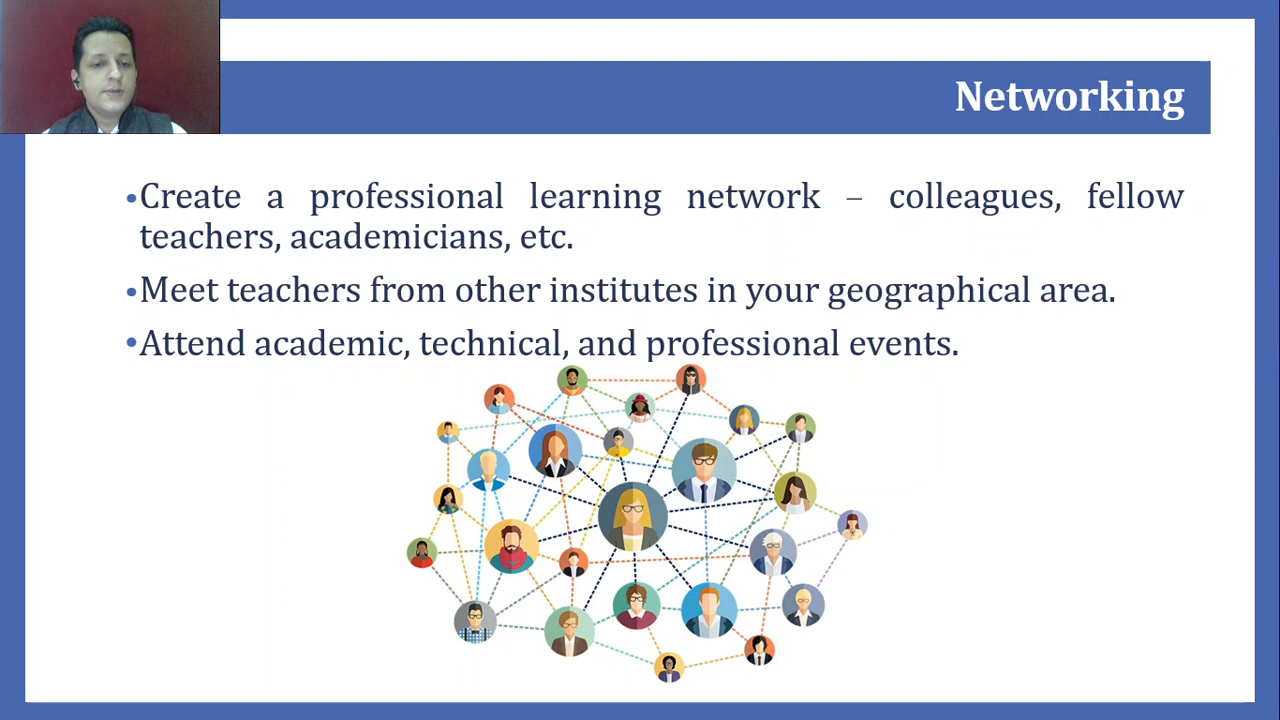 Networking
•Create a professional learning network – colleagues, fellow
teachers, academicians, etc.
•Meet teachers from other institutes in your geographical area.
•Attend academic, technical, and professional events.